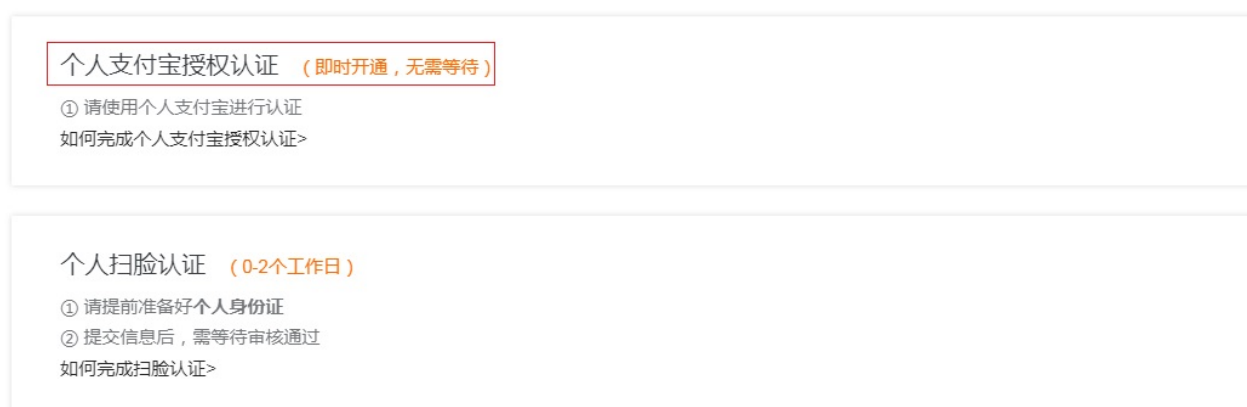 个人支付宝授权认证 （即时开通，无需等待）
① 请使用个人支付宝进行认证
如何完成个人支付宝授权认证>
个人扫脸认证 （0-2个工作日）
① 请提前准备好个人身份证
② 提交信息后，需等待审核通过
如何完成扫脸认证>